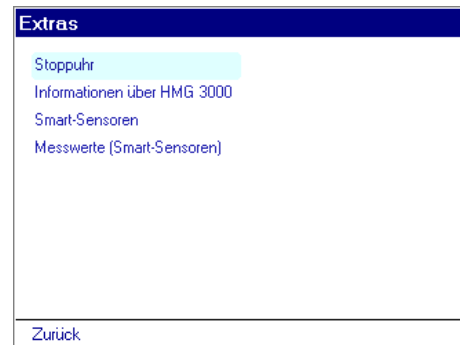 Extras
Stoppuhr
Informationen über HMG 3000
Smart-Sensoren
Messwerte (Smart-Sensoren)
Zurück